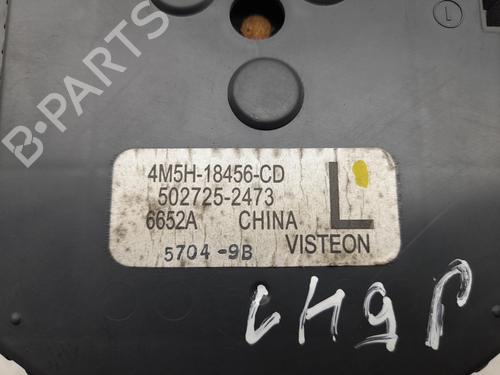 B-PARTS
L
4M5H-18456-CD
502725-2473
6652A CHINA L
5704-9B VISTEON